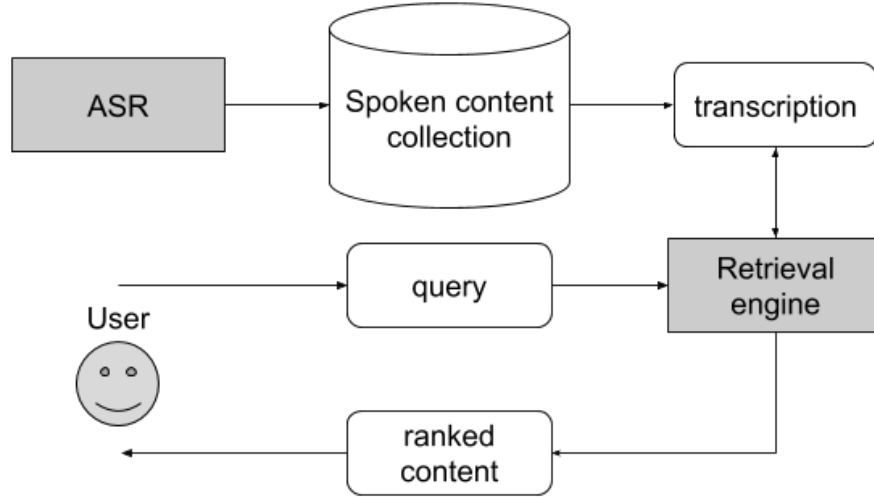 ASR
Spoken content
collection
transcription
query
Retrieval
engine
User
ranked
content